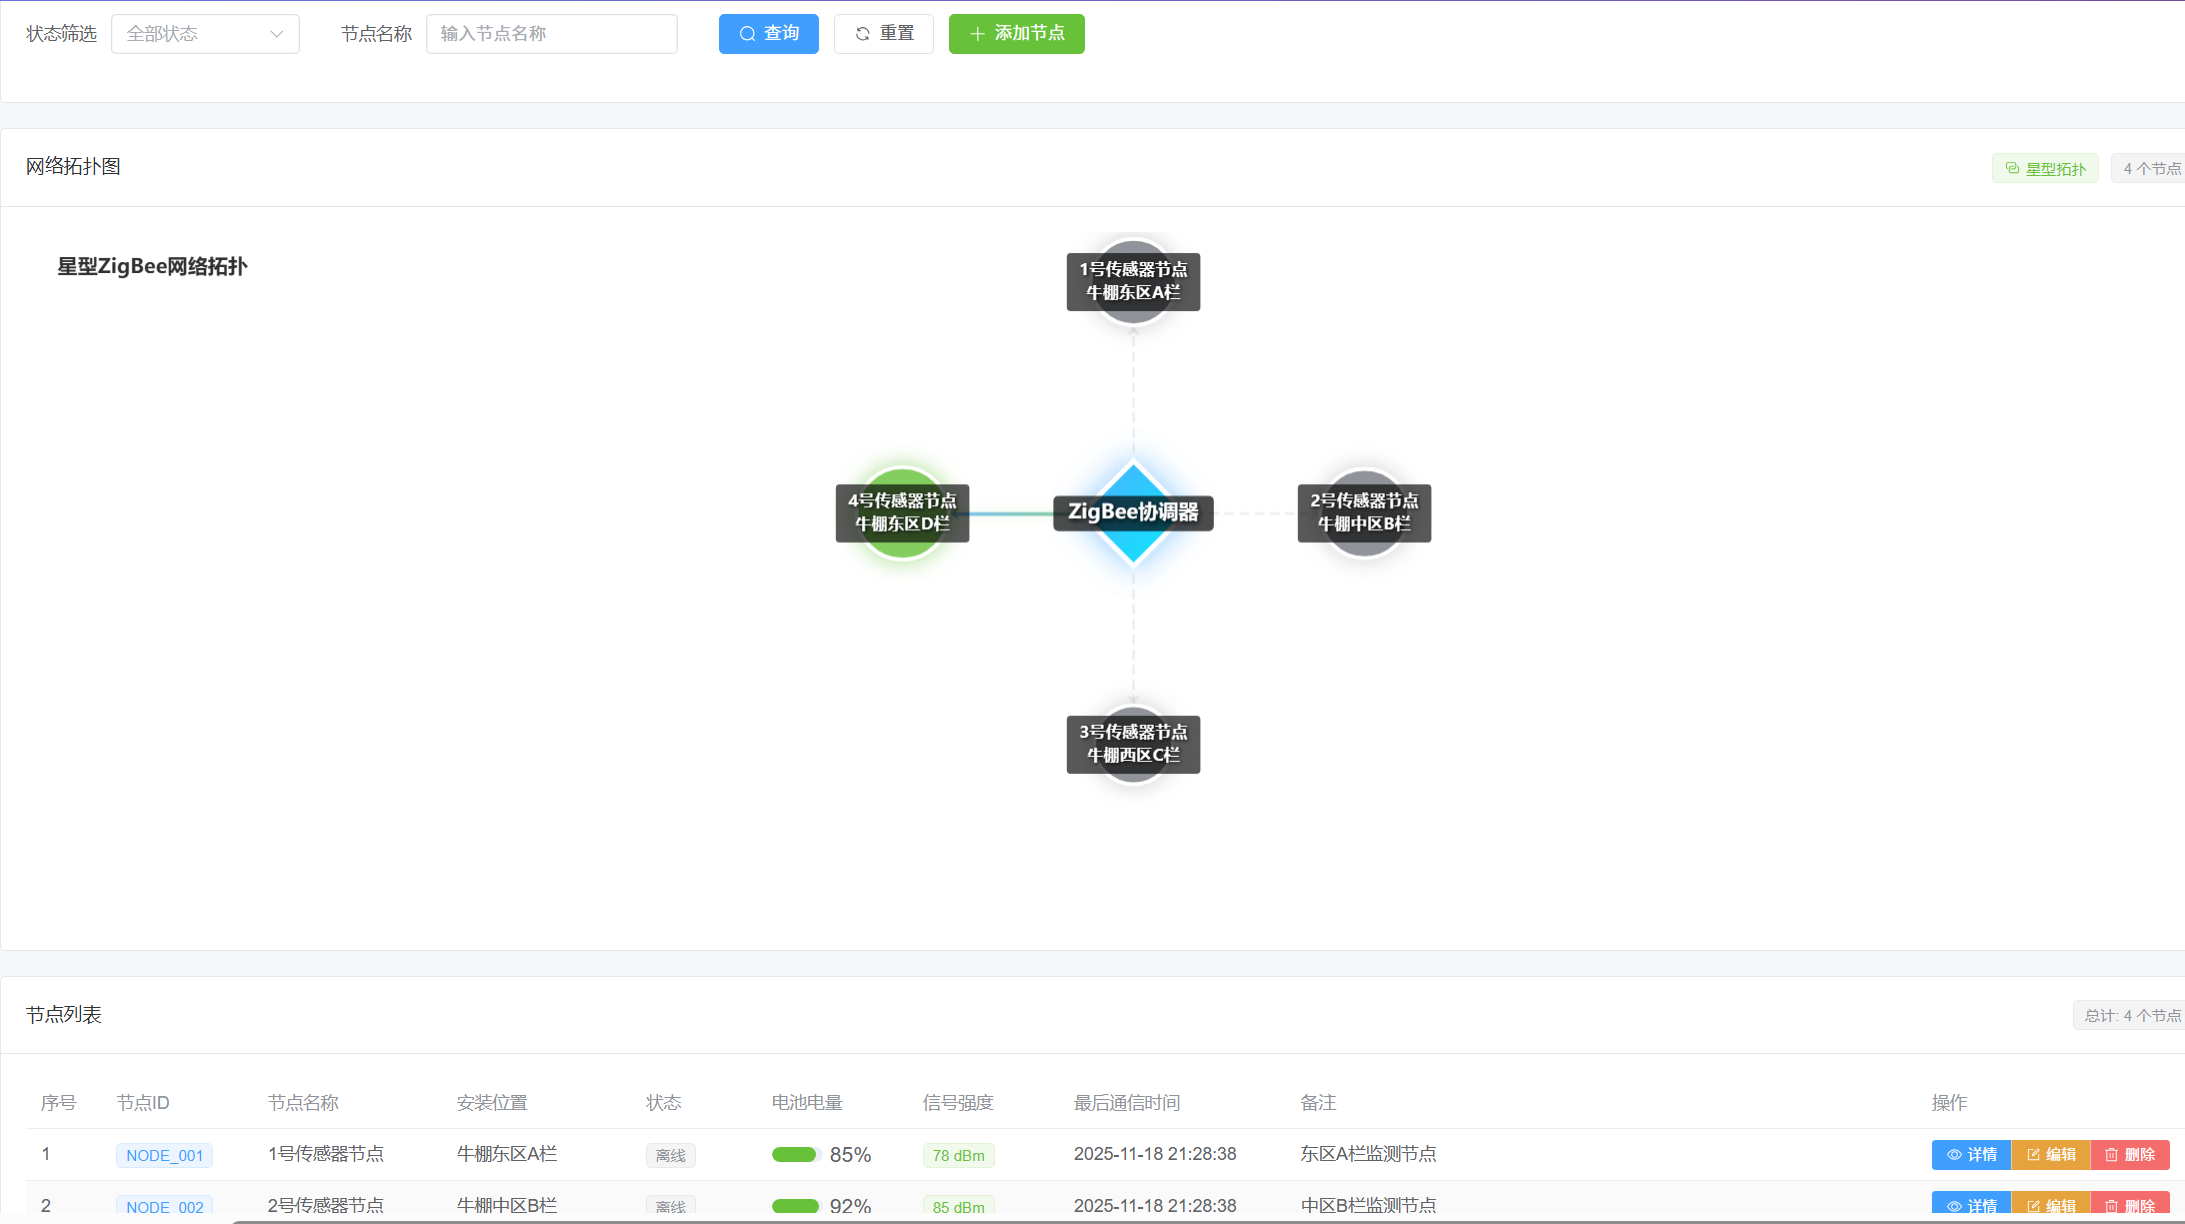 状态筛选 全部状态 节点名称 输入节点名称 查询 重置 添加节点
网络拓扑图 星型拓扑 4 个节点
星型ZigBee网络拓扑
1号传感器节点
牛棚东区A栏
4号传感器节点
牛棚东区D栏
ZigBee协调器
2号传感器节点
牛棚中区B栏
3号传感器节点
牛棚西区C栏
节点列表 总计: 4 个节点
序号 节点ID 节点名称 安装位置 状态 电池电量 信号强度 最后通信时间 备注 操作
1 NODE_001 1号传感器节点 牛棚东区A栏 离线 85% 78 dBm 2025-11-18 21:28:38 东区A栏监测节点 详情 编辑 删除
2 NODE_002 2号传感器节点 牛棚中区B栏 离线 92% 85 dBm 2025-11-18 21:28:38 中区B栏监测节点 详情 编辑 删除